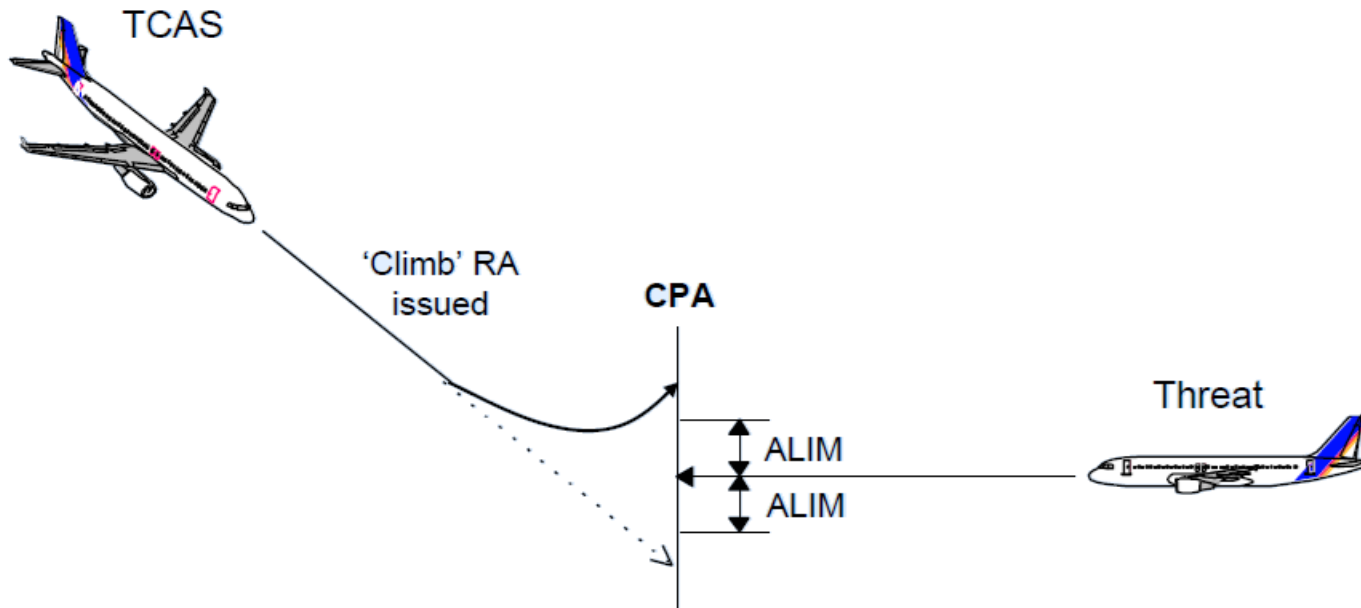 TCAS
‘Climb’ RA
issued
CPA
Threat
ALIM
ALIM